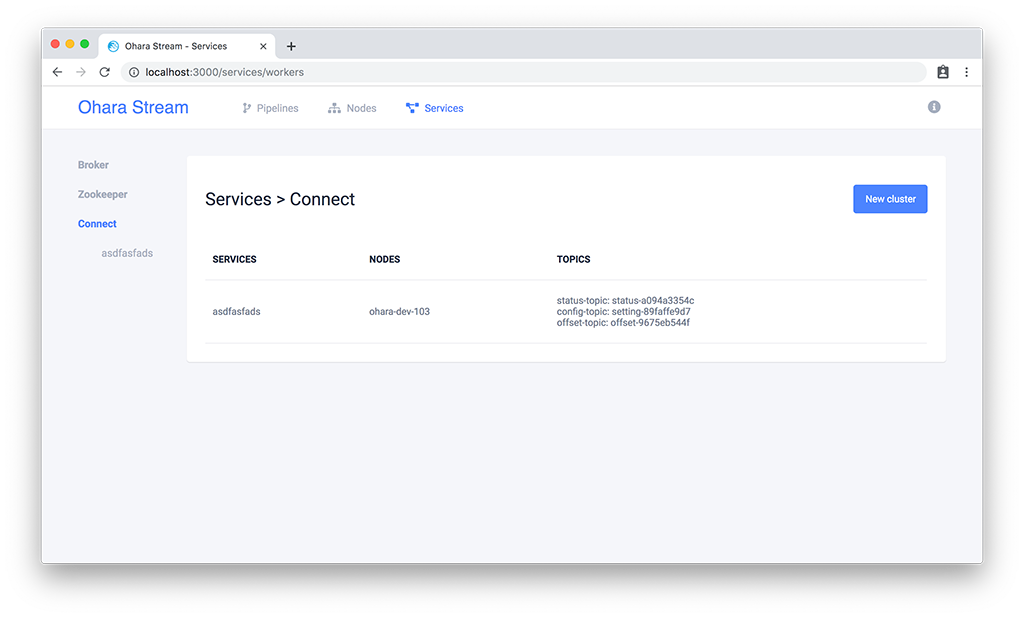 Ohara Stream - Services
localhost:3000/services/workers
Ohara Stream
Pipelines
Nodes
Services
Broker
Zookeeper
Connect
asdfasfads
Services > Connect
New cluster
SERVICES NODES TOPICS
asdfasfads
ohara-dev-103
status-topic: status-a094a3354c
config-topic: setting-89faffe9d7
offset-topic: offset-9675eb544f